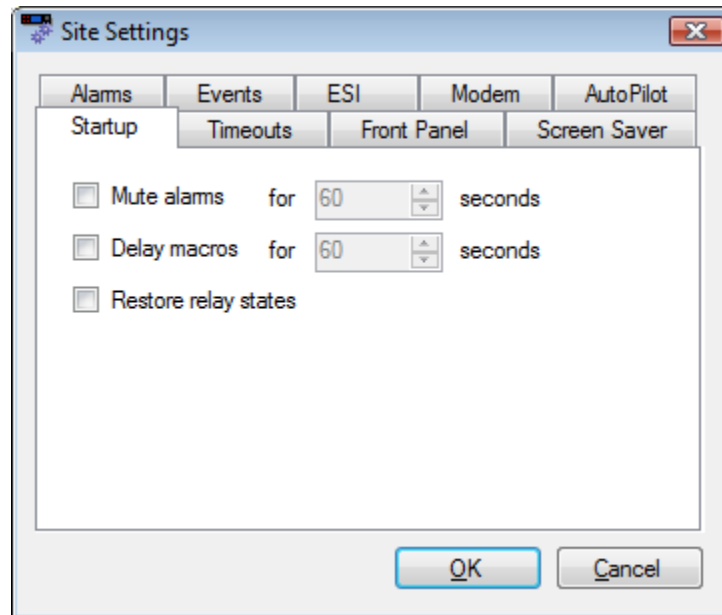 Site Settings
Alarms Events ESI Modem AutoPilot
Startup Timeouts Front Panel Screen Saver
Mute alarms for 60 seconds
Delay macros for 60 seconds
Restore relay states
OK Cancel